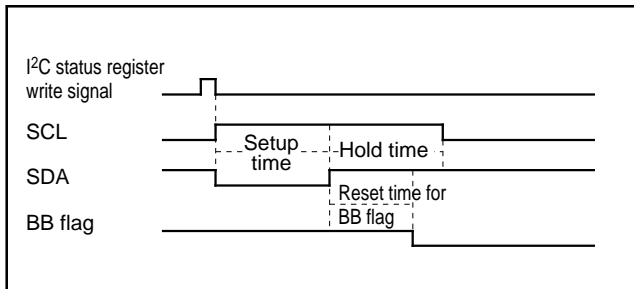 I²C status register
write signal
SCL
Setup
time
Hold time
SDA
Reset time for
BB flag
BB flag